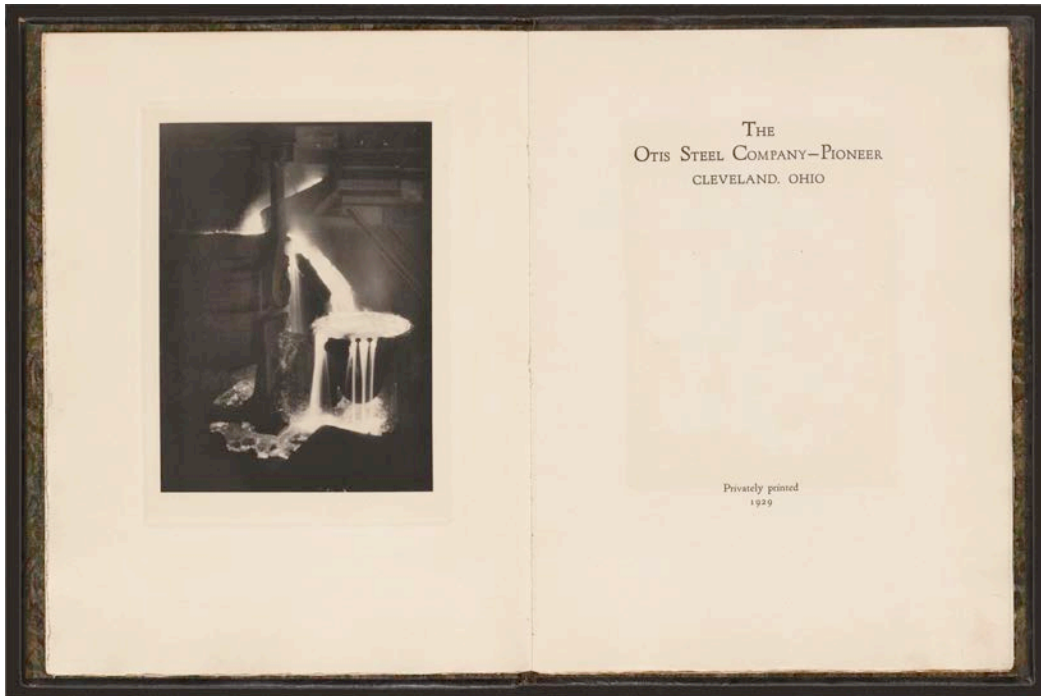 THE
OTIS STEEL COMPANY—PIONEER
CLEVELAND, OHIO
Privately printed
1929